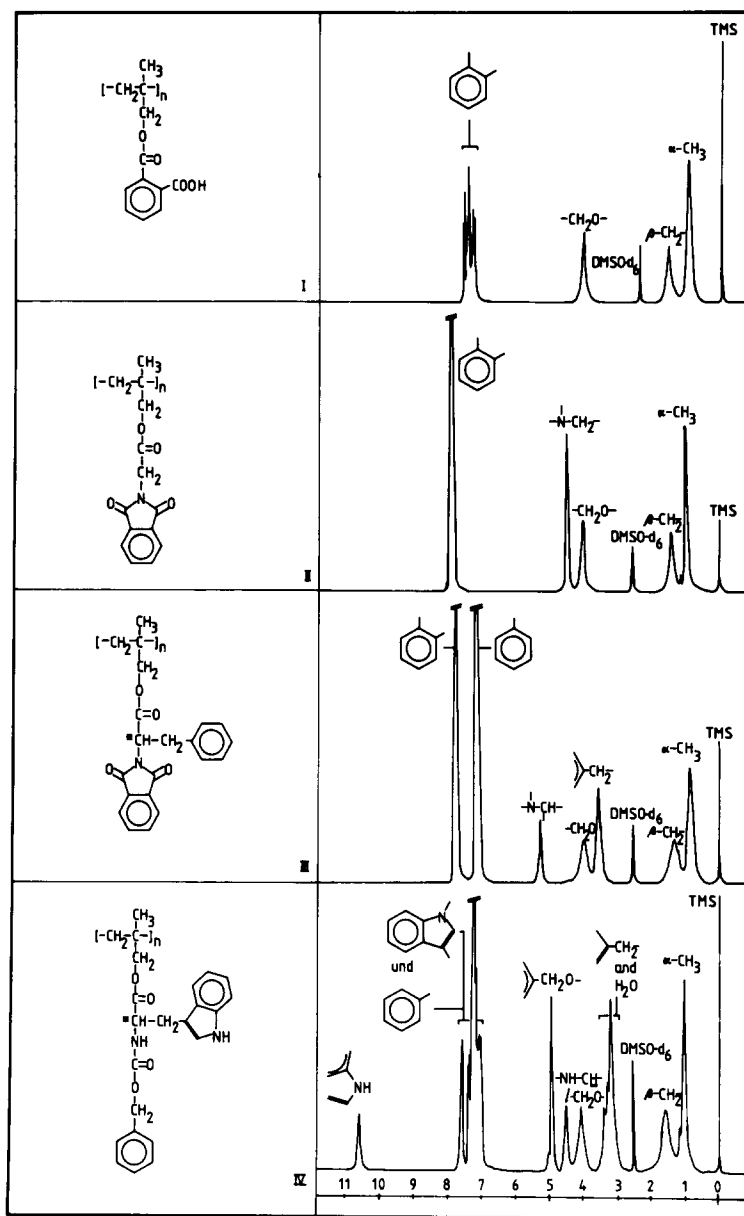 TMS
CH₃
[-CH₂-C-]n
CH₂
O
C=O
COOH
I
α-CH₃
-CH₂O-
DMSO-d₆
β-CH₂-
CH₃
[-CH₂-C-]n
CH₂
O
C=O
CH₂
O N O
II
-N-CH₂-
-CH₂O-
DMSO-d₆
β-CH₂-
α-CH₃
TMS
CH₃
[-CH₂-C-]n
CH₂
O
C=O
*CH-CH₂
O N O
III
-N-CH-
-CH₂O-
-CH₂-
DMSO-d₆
β-CH₂-
α-CH₃
TMS
CH₃
[-CH₂-C-]n
CH₂
O
C=O
*CH-CH₂
NH
NH
C=O
O
CH₂
IV
NH
N
und
-CH₂O-
-NH-CH-
-CH₂O-
-CH₂-
and
H₂O
DMSO-d₆
β-CH₂-
α-CH₃
TMS
11 10 9 8 7 6 5 4 3 2 1 0